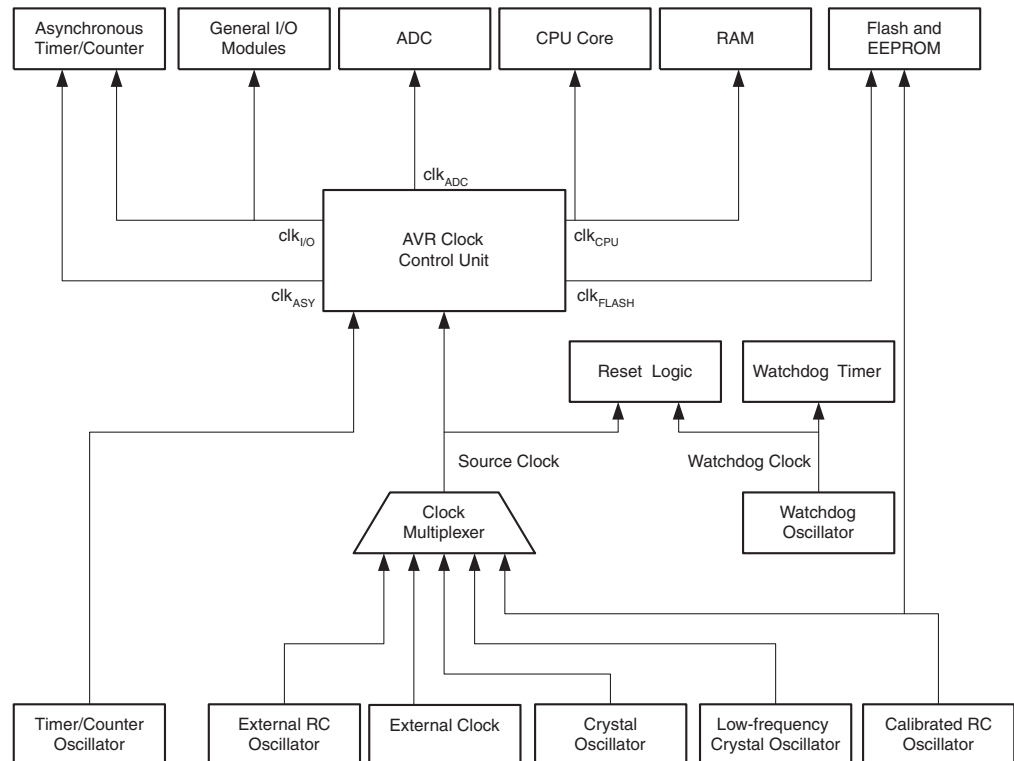 Asynchronous
Timer/Counter
General I/O
Modules
ADC
CPU Core
RAM
Flash and
EEPROM
clkADC
clkI/O
AVR Clock
Control Unit
clkCPU
clkASY
clkFLASH
Reset Logic
Watchdog Timer
Source Clock
Watchdog Clock
Clock
Multiplexer
Watchdog
Oscillator
Timer/Counter
Oscillator
External RC
Oscillator
External Clock
Crystal
Oscillator
Low-frequency
Crystal Oscillator
Calibrated RC
Oscillator